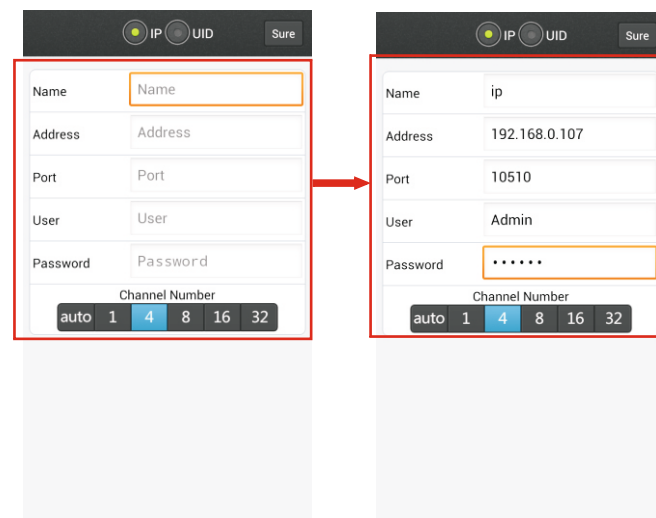 IP UID Sure
Name Name
Address Address
Port Port
User User
Password Password
Channel Number
auto 1 4 8 16 32
IP UID Sure
Name ip
Address 192.168.0.107
Port 10510
User Admin
Password ······
Channel Number
auto 1 4 8 16 32